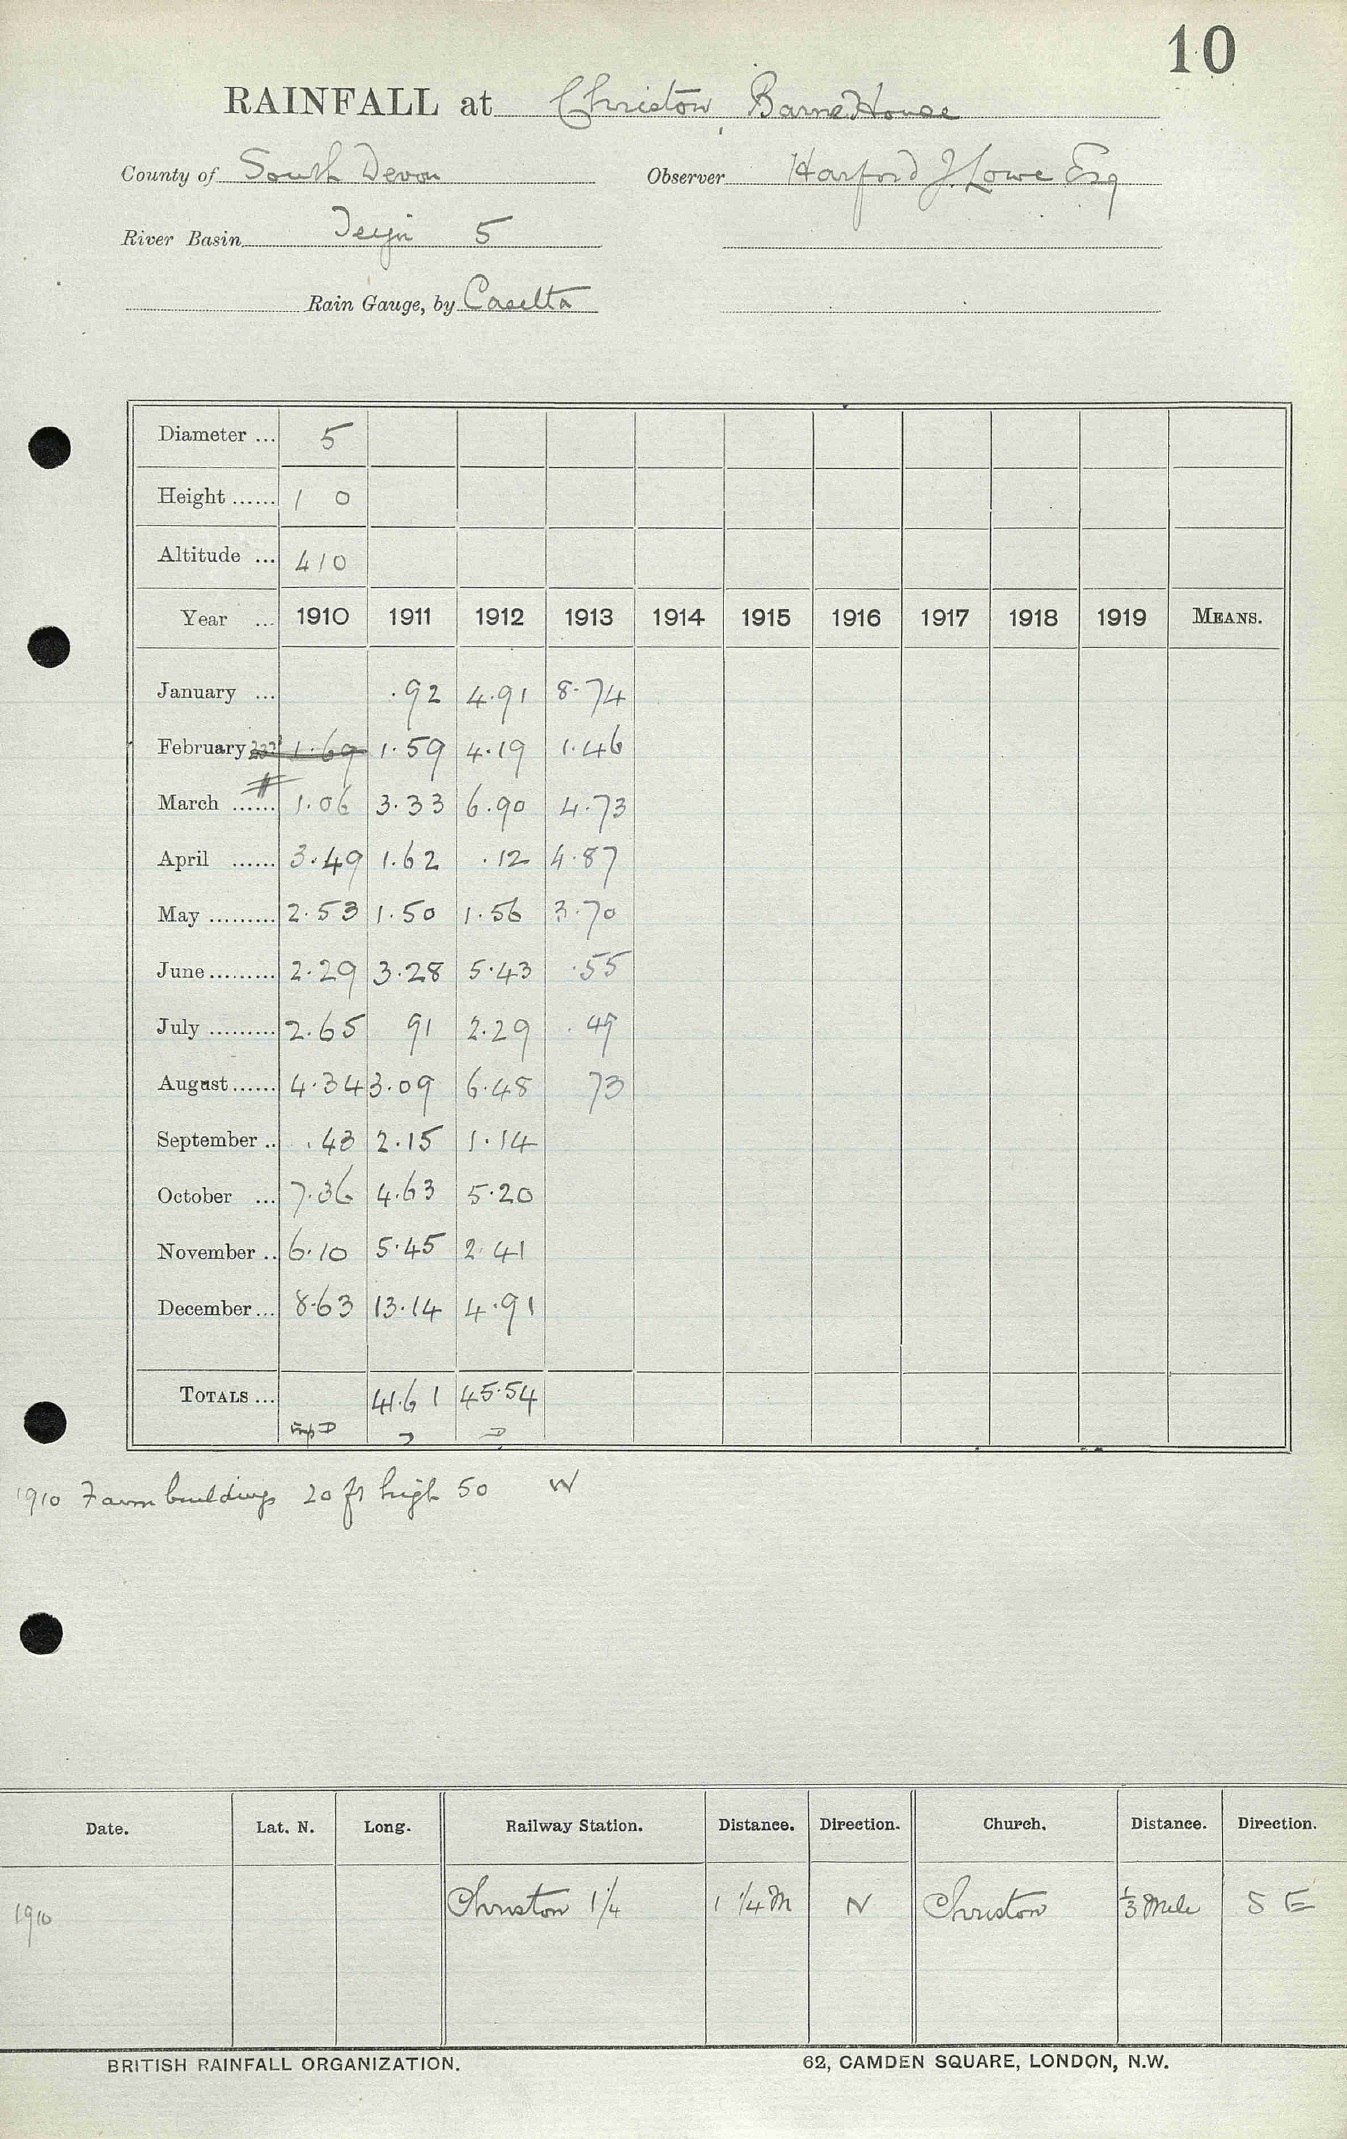 10
RAINFALL at Christow, Barne House
County of South Devon Observer Harford J. Lowe Esq
River Basin Teign 5
Rain Gauge, by Casella
Diameter ... 5
Height ...... 1 0
Altitude ... 410
Year ... 1910 1911 1912 1913 1914 1915 1916 1917 1918 1919 MEANS.
January ... .92 4.91 8.74
February 1.69 1.59 4.19 1.46
March ...... 1.06 3.33 6.90 4.73
April ...... 3.49 1.62 .12 4.87
May ......... 2.53 1.50 1.56 3.70
June ......... 2.29 3.28 5.43 .55
July ......... 2.65 91 2.29 .49
August ...... 4.34 3.09 6.48 73
September .. .43 2.15 1.14
October ... 7.36 4.63 5.20
November .. 6.10 5.45 2.41
December ... 8.63 13.14 4.91
TOTALS ... 41.61 45.54
1910 Farm buildings 20 ft high 50 W
Date. Lat. N. Long. Railway Station. Distance. Direction. Church. Distance. Direction.
1910 Christow 1 1/4 1 1/4 M N Christow 1/3 Mile S E
BRITISH RAINFALL ORGANIZATION. 62, CAMDEN SQUARE, LONDON, N.W.